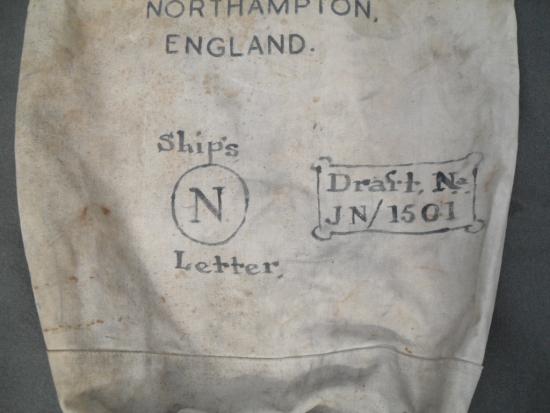 NORTHAMPTON,
ENGLAND.
Ship's
N
Letter.
Draft. No
JN/1501